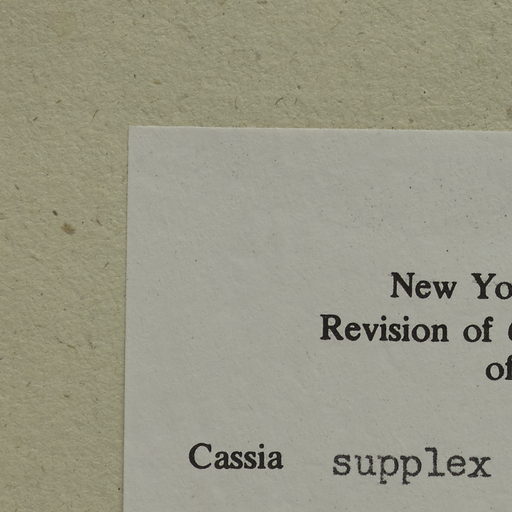 New Yo
Revision of
of
Cassia supplex